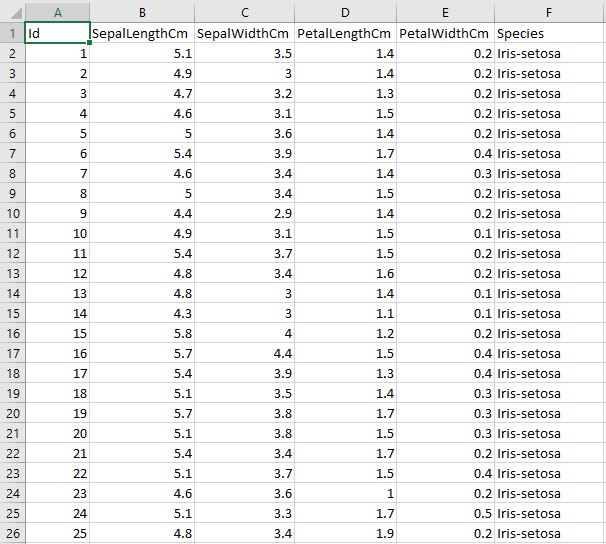 A B C D E F
1 Id SepalLengthCm SepalWidthCm PetalLengthCm PetalWidthCm Species
2 1 5.1 3.5 1.4 0.2 Iris-setosa
3 2 4.9 3 1.4 0.2 Iris-setosa
4 3 4.7 3.2 1.3 0.2 Iris-setosa
5 4 4.6 3.1 1.5 0.2 Iris-setosa
6 5 5 3.6 1.4 0.2 Iris-setosa
7 6 5.4 3.9 1.7 0.4 Iris-setosa
8 7 4.6 3.4 1.4 0.3 Iris-setosa
9 8 5 3.4 1.5 0.2 Iris-setosa
10 9 4.4 2.9 1.4 0.2 Iris-setosa
11 10 4.9 3.1 1.5 0.1 Iris-setosa
12 11 5.4 3.7 1.5 0.2 Iris-setosa
13 12 4.8 3.4 1.6 0.2 Iris-setosa
14 13 4.8 3 1.4 0.1 Iris-setosa
15 14 4.3 3 1.1 0.1 Iris-setosa
16 15 5.8 4 1.2 0.2 Iris-setosa
17 16 5.7 4.4 1.5 0.4 Iris-setosa
18 17 5.4 3.9 1.3 0.4 Iris-setosa
19 18 5.1 3.5 1.4 0.3 Iris-setosa
20 19 5.7 3.8 1.7 0.3 Iris-setosa
21 20 5.1 3.8 1.5 0.3 Iris-setosa
22 21 5.4 3.4 1.7 0.2 Iris-setosa
23 22 5.1 3.7 1.5 0.4 Iris-setosa
24 23 4.6 3.6 1 0.2 Iris-setosa
25 24 5.1 3.3 1.7 0.5 Iris-setosa
26 25 4.8 3.4 1.9 0.2 Iris-setosa